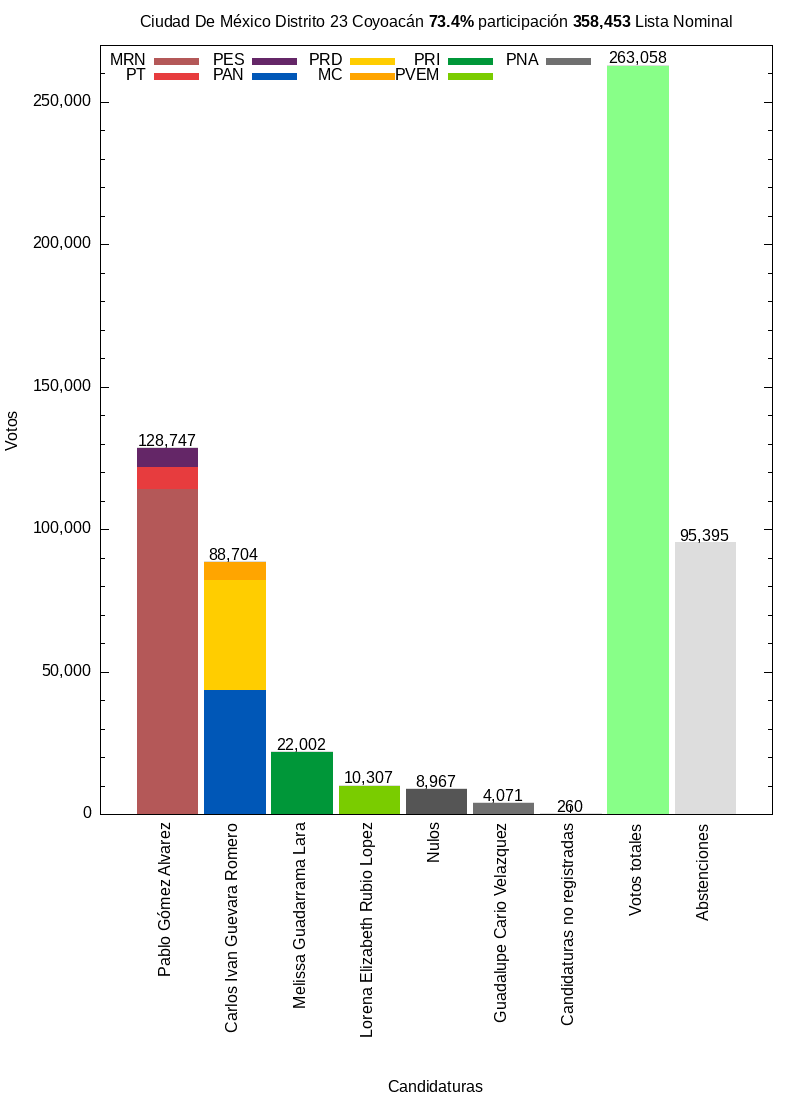 Ciudad De México Distrito 23 Coyoacán 73.4% participación 358,453 Lista Nominal
MRN PES PRD PRI PNA
PT PAN MC PVEM
250,000
200,000
150,000
100,000
50,000
0
Votos
128,747
88,704
22,002
10,307
8,967
4,071
260
263,058
95,395
Pablo Gómez Alvarez
Carlos Ivan Guevara Romero
Melissa Guadarrama Lara
Lorena Elizabeth Rubio Lopez
Nulos
Guadalupe Cario Velazquez
Candidaturas no registradas
Votos totales
Abstenciones
Candidaturas